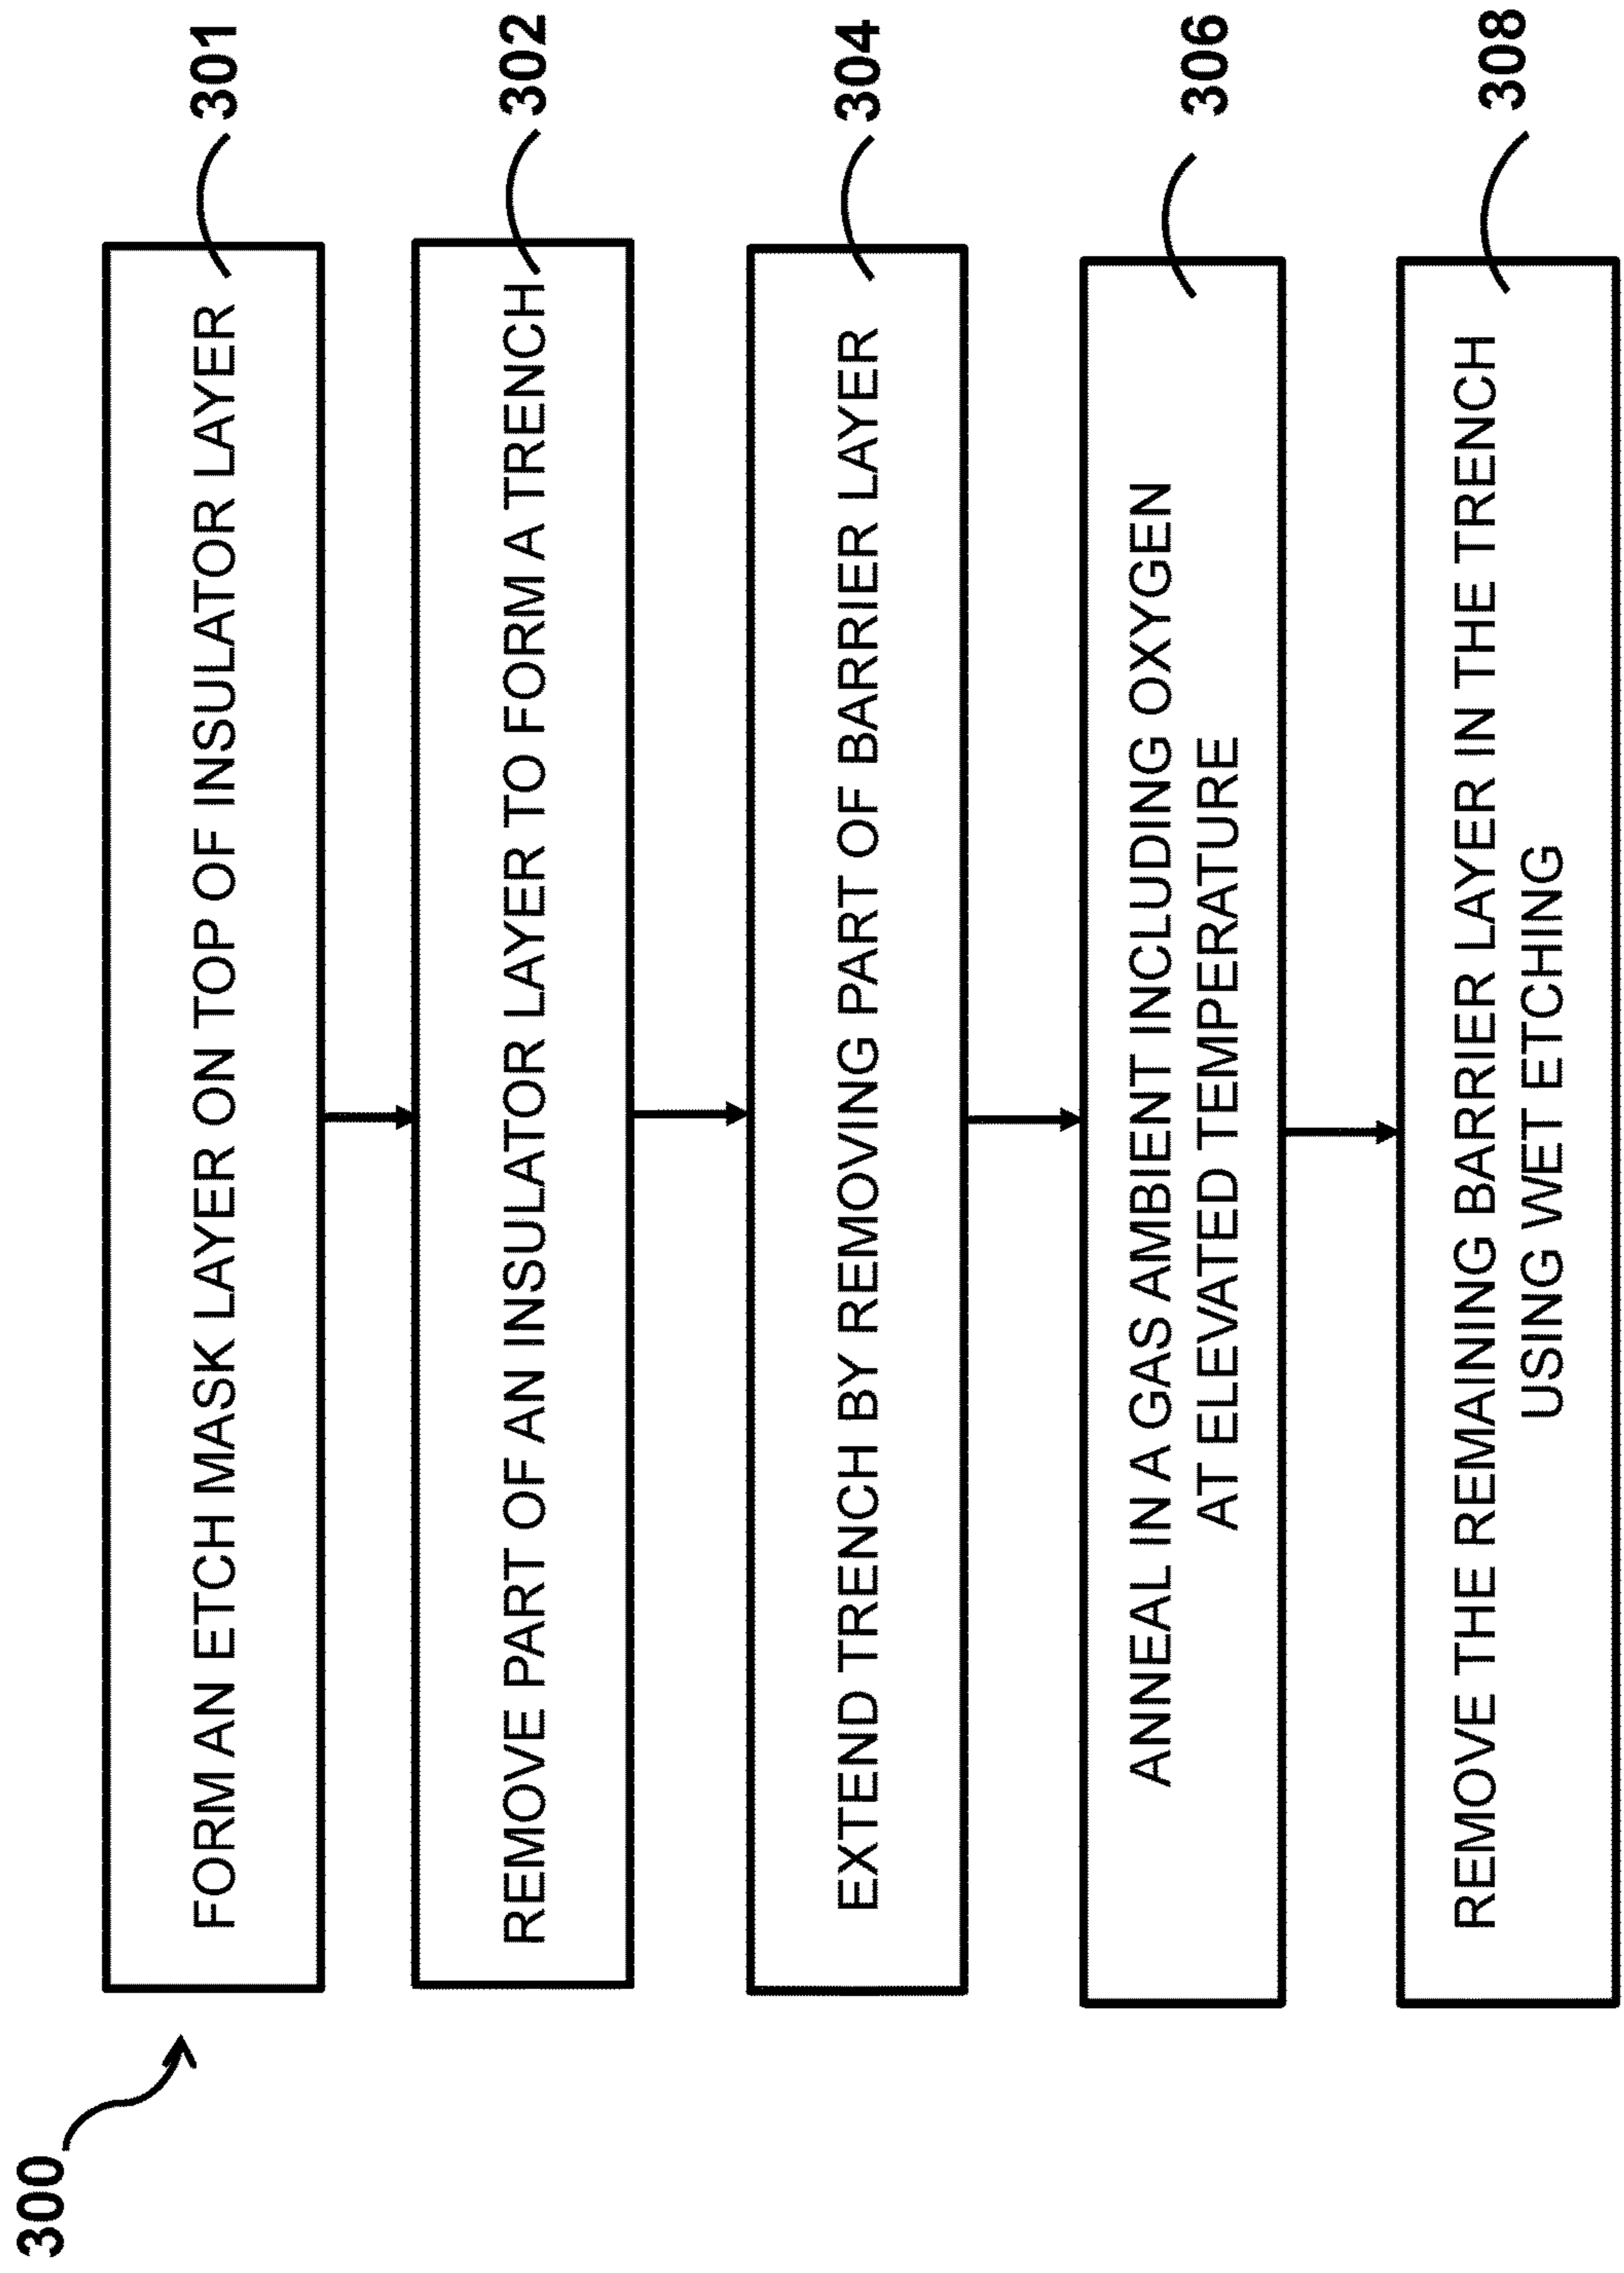 300
FORM AN ETCH MASK LAYER ON TOP OF INSULATOR LAYER
301
REMOVE PART OF AN INSULATOR LAYER TO FORM A TRENCH
302
EXTEND TRENCH BY REMOVING PART OF BARRIER LAYER
304
ANNEAL IN A GAS AMBIENT INCLUDING OXYGEN
AT ELEVATED TEMPERATURE
306
REMOVE THE REMAINING BARRIER LAYER IN THE TRENCH
USING WET ETCHING
308